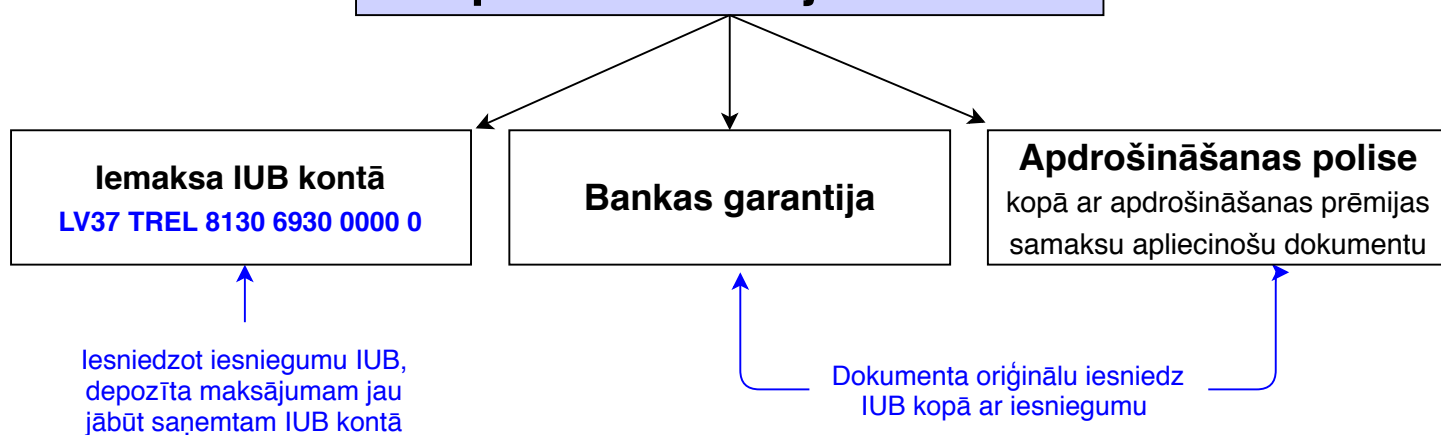 Iemaksa IUB kontā
LV37 TREL 8130 6930 0000 0
Bankas garantija
Apdrošināšanas polise
kopā ar apdrošināšanas prēmijas
samaksu apliecinošu dokumentu
Iesniedzot iesniegumu IUB,
depozīta maksājumam jau
jābūt saņemtam IUB kontā
Dokumenta oriģinālu iesniedz
IUB kopā ar iesniegumu